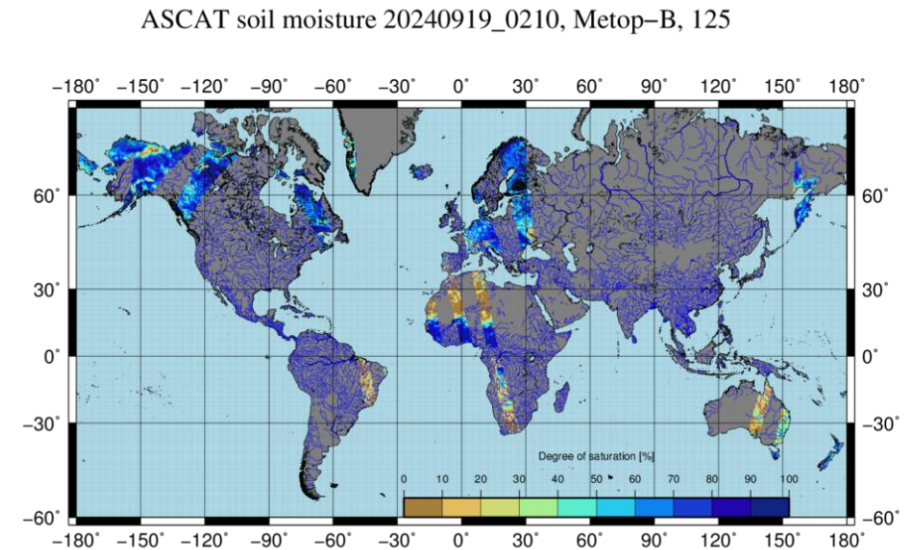 ASCAT soil moisture 20240919_0210, Metop−B, 125
−180˚ −150˚ −120˚ −90˚ −60˚ −30˚ 0˚ 30˚ 60˚ 90˚ 120˚ 150˚ 180˚
60˚ 60˚
30˚ 30˚
0˚ 0˚
−30˚ −30˚
Degree of saturation [%]
0 10 20 30 40 50 60 70 80 90 100
−60˚ −60˚
−180˚ −150˚ −120˚ −90˚ −60˚ −30˚ 0˚ 30˚ 60˚ 90˚ 120˚ 150˚ 180˚